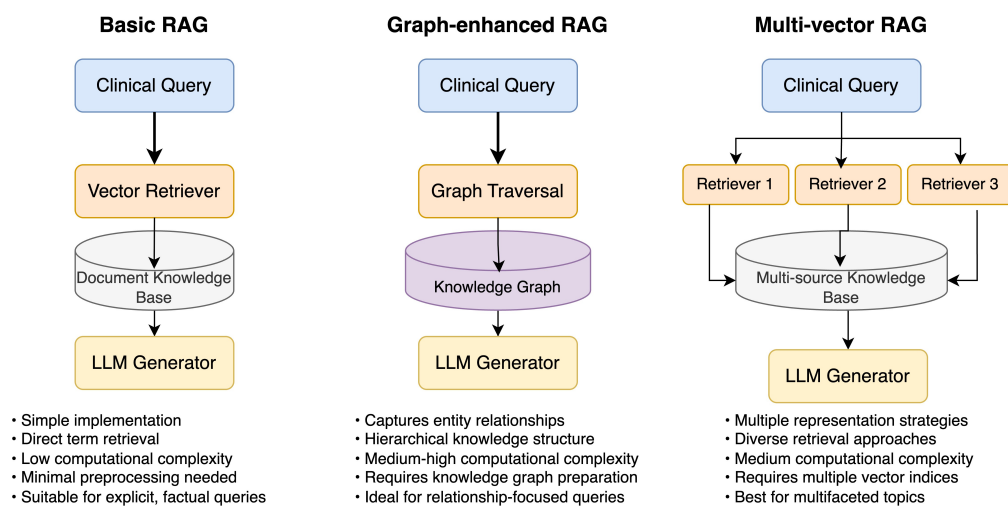 Basic RAG
Clinical Query
Vector Retriever
Document Knowledge
Base
LLM Generator
• Simple implementation
• Direct term retrieval
• Low computational complexity
• Minimal preprocessing needed
• Suitable for explicit, factual queries
Graph-enhanced RAG
Clinical Query
Graph Traversal
Knowledge Graph
LLM Generator
• Captures entity relationships
• Hierarchical knowledge structure
• Medium-high computational complexity
• Requires knowledge graph preparation
• Ideal for relationship-focused queries
Multi-vector RAG
Clinical Query
Retriever 1
Retriever 2
Retriever 3
Multi-source Knowledge
Base
LLM Generator
• Multiple representation strategies
• Diverse retrieval approaches
• Medium computational complexity
• Requires multiple vector indices
• Best for multifaceted topics